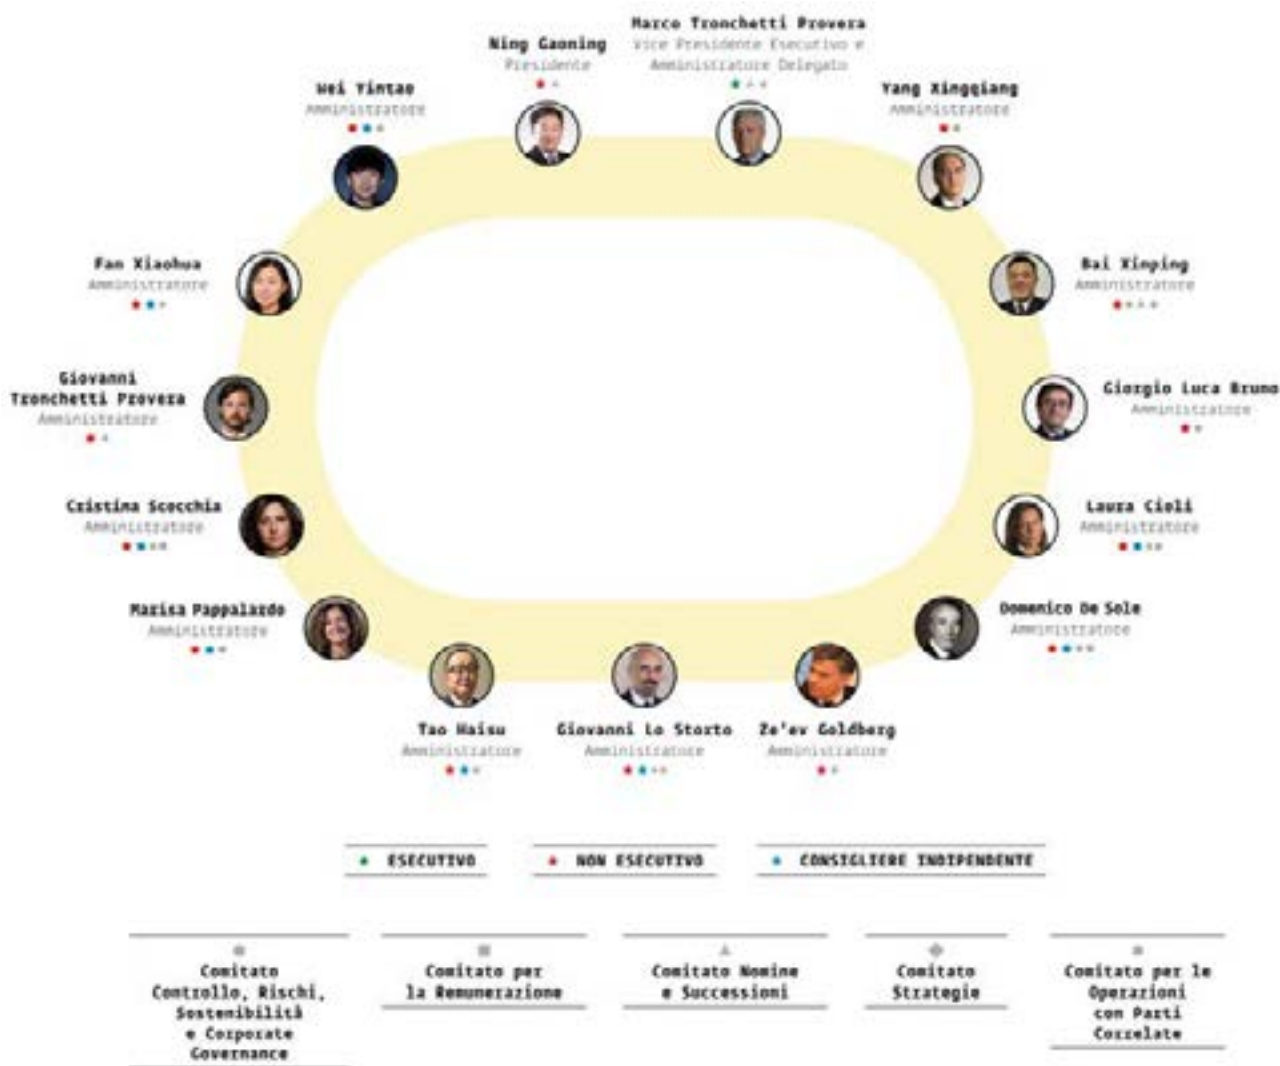 Marco Tronchetti Provera
Vice Presidente Esecutivo e
Amministratore Delegato
Ning Gaoning
Presidente
Wei Yintao
Amministratore
Yang Xingqiang
Amministratore
Fan Xiaohua
Amministratore
Bai Xinping
Amministratore
Giovanni
Tronchetti Provera
Amministratore
Giorgio Luca Bruno
Amministratore
Cristina Scocchia
Amministratore
Laura Cioli
Amministratore
Marisa Pappalardo
Amministratore
Domenico De Sole
Amministratore
Tao Haisu
Amministratore
Giovanni Lo Storto
Amministratore
Ze'ev Goldberg
Amministratore
ESECUTIVO
NON ESECUTIVO
CONSIGLIERE INDIPENDENTE
Comitato
Controllo, Rischi,
Sostenibilità
e Corporate
Governance
Comitato per
la Remunerazione
Comitato Nomine
e Successioni
Comitato
Strategie
Comitato per le
Operazioni
con Parti
Correlate